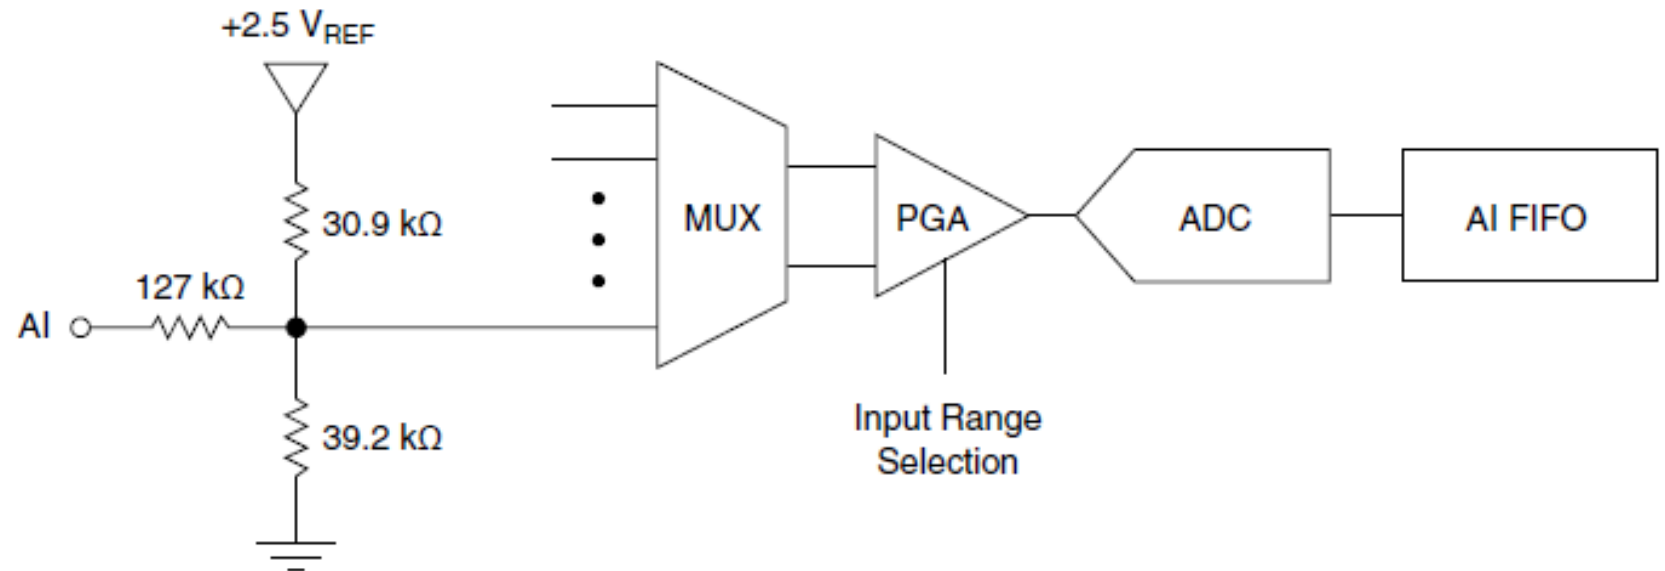 +2.5 VREF
30.9 kΩ
127 kΩ
AI
39.2 kΩ
MUX
PGA
ADC
AI FIFO
Input Range
Selection